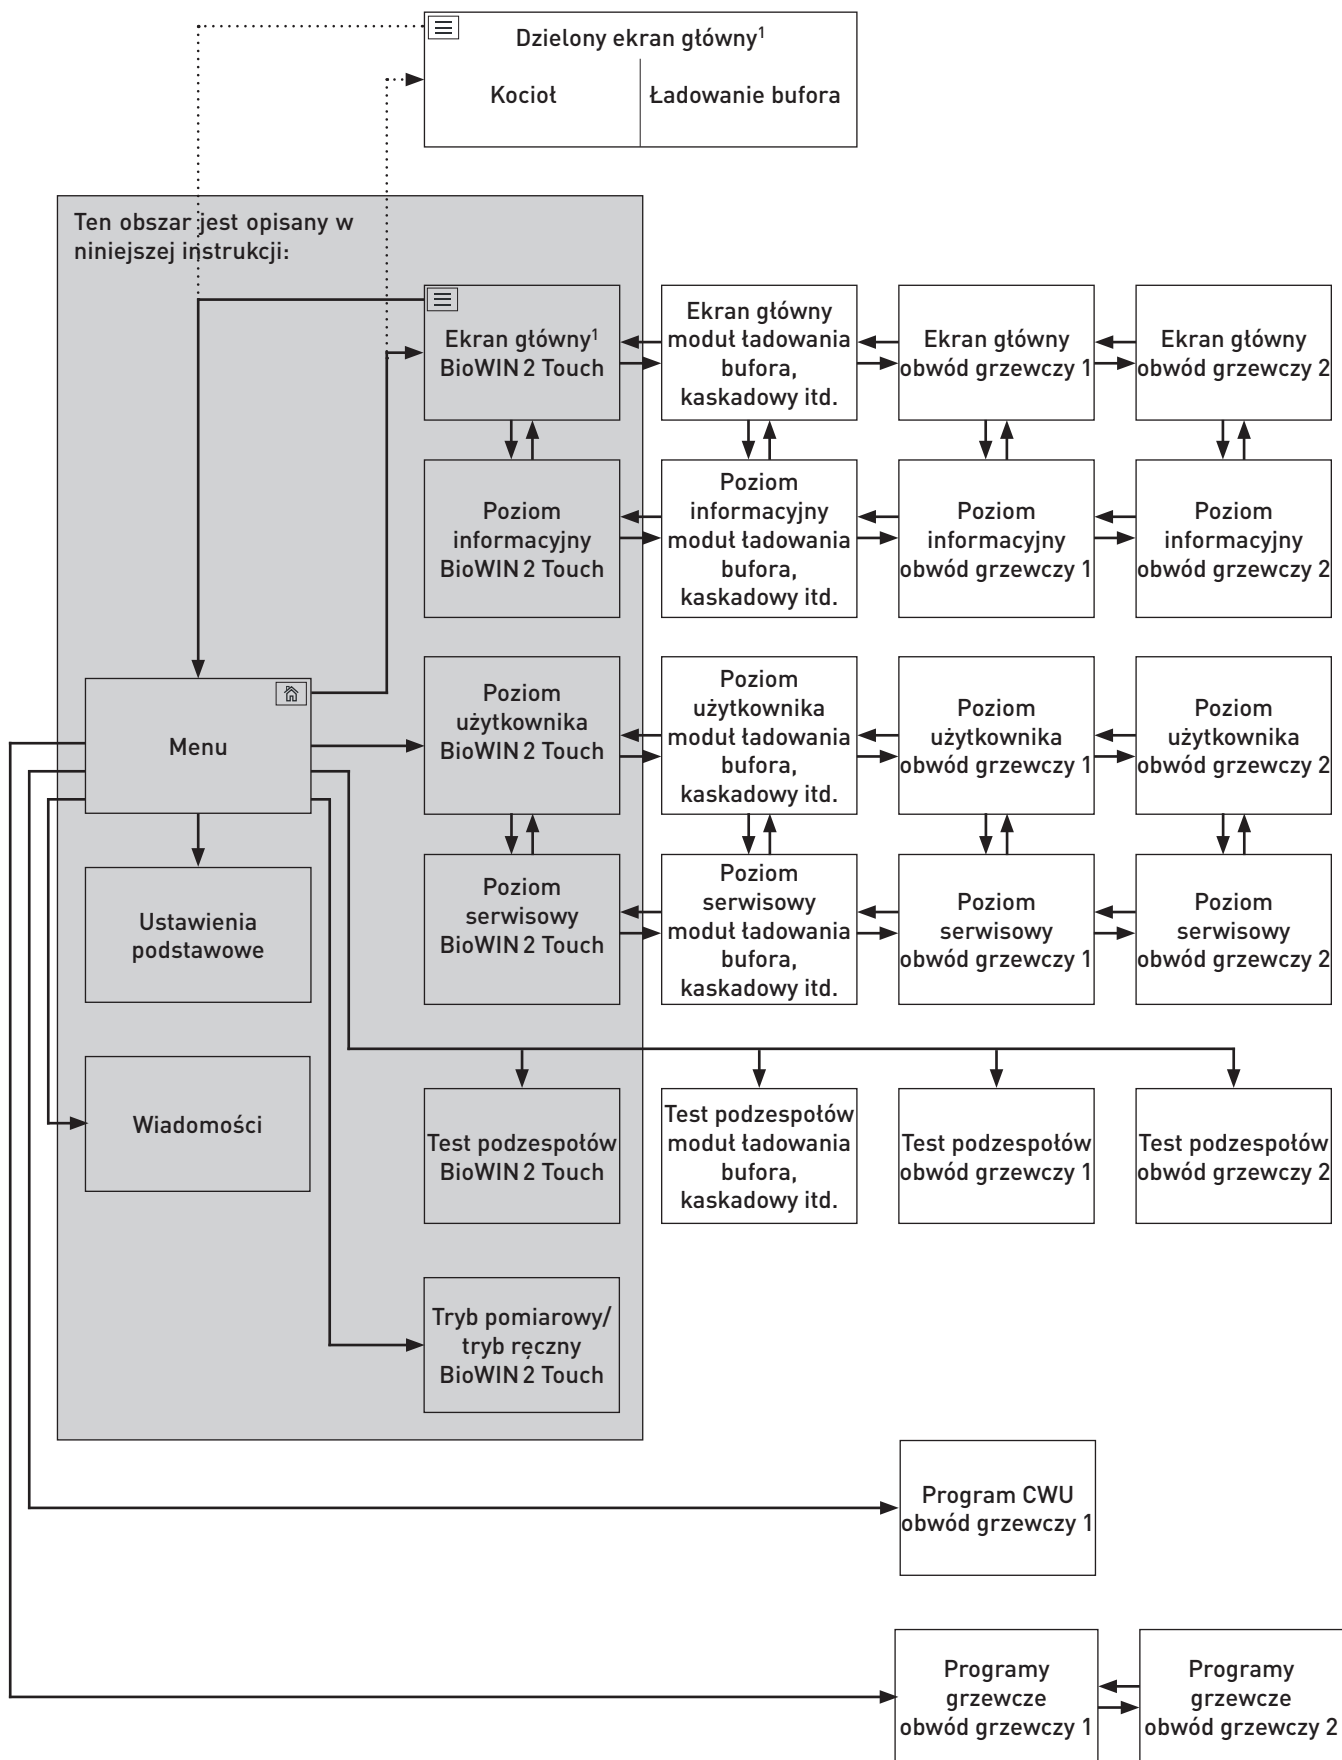 Dzielony ekran główny¹
Kocioł
Ładowanie bufora
Ten obszar jest opisany w
niniejszej instrukcji:
Ekran główny¹
BioWIN 2 Touch
Ekran główny
moduł ładowania
bufora,
kaskadowy itd.
Ekran główny
obwód grzewczy 1
Ekran główny
obwód grzewczy 2
Poziom
informacyjny
BioWIN 2 Touch
Poziom
informacyjny
moduł ładowania
bufora,
kaskadowy itd.
Poziom
informacyjny
obwód grzewczy 1
Poziom
informacyjny
obwód grzewczy 2
Menu
Poziom
użytkownika
BioWIN 2 Touch
Poziom
użytkownika
moduł ładowania
bufora,
kaskadowy itd.
Poziom
użytkownika
obwód grzewczy 1
Poziom
użytkownika
obwód grzewczy 2
Ustawienia
podstawowe
Poziom
serwisowy
BioWIN 2 Touch
Poziom
serwisowy
moduł ładowania
bufora,
kaskadowy itd.
Poziom
serwisowy
obwód grzewczy 1
Poziom
serwisowy
obwód grzewczy 2
Wiadomości
Test podzespołów
BioWIN 2 Touch
Test podzespołów
moduł ładowania
bufora,
kaskadowy itd.
Test podzespołów
obwód grzewczy 1
Test podzespołów
obwód grzewczy 2
Tryb pomiarowy/
tryb ręczny
BioWIN 2 Touch
Program CWU
obwód grzewczy 1
Programy
grzewcze
obwód grzewczy 1
Programy
grzewcze
obwód grzewczy 2